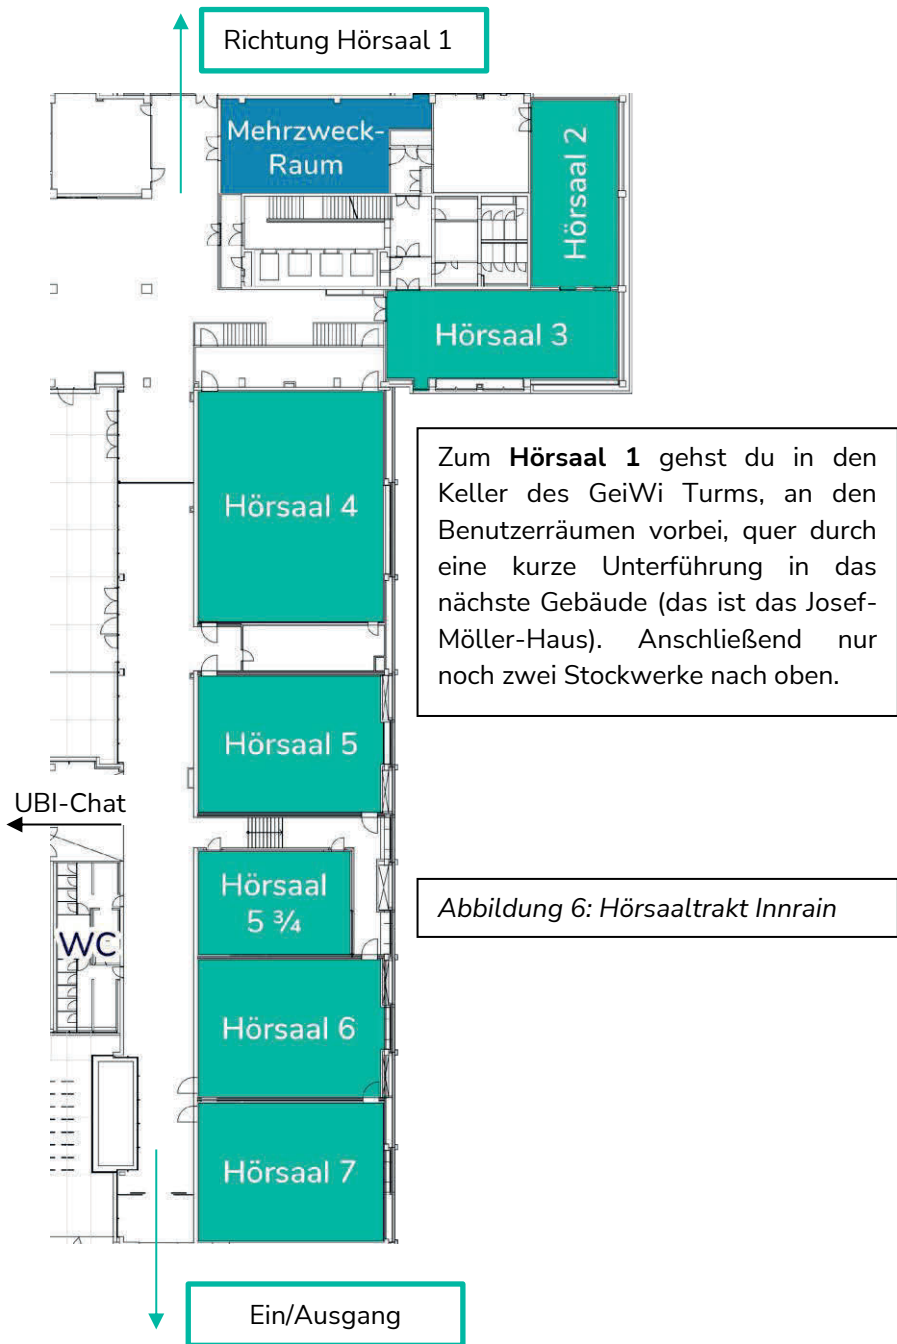 Richtung Hörsaal 1
Mehrzweck-
Raum
Hörsaal 2
Hörsaal 3
Hörsaal 4
Zum Hörsaal 1 gehst du in den
Keller des GeiWi Turms, an den
Benutzerräumen vorbei, quer durch
eine kurze Unterführung in das
nächste Gebäude (das ist das Josef-
Möller-Haus). Anschließend nur
noch zwei Stockwerke nach oben.
Hörsaal 5
UBI-Chat
Hörsaal
5 ¾
WC
Abbildung 6: Hörsaaltrakt Innrain
Hörsaal 6
Hörsaal 7
Ein/Ausgang